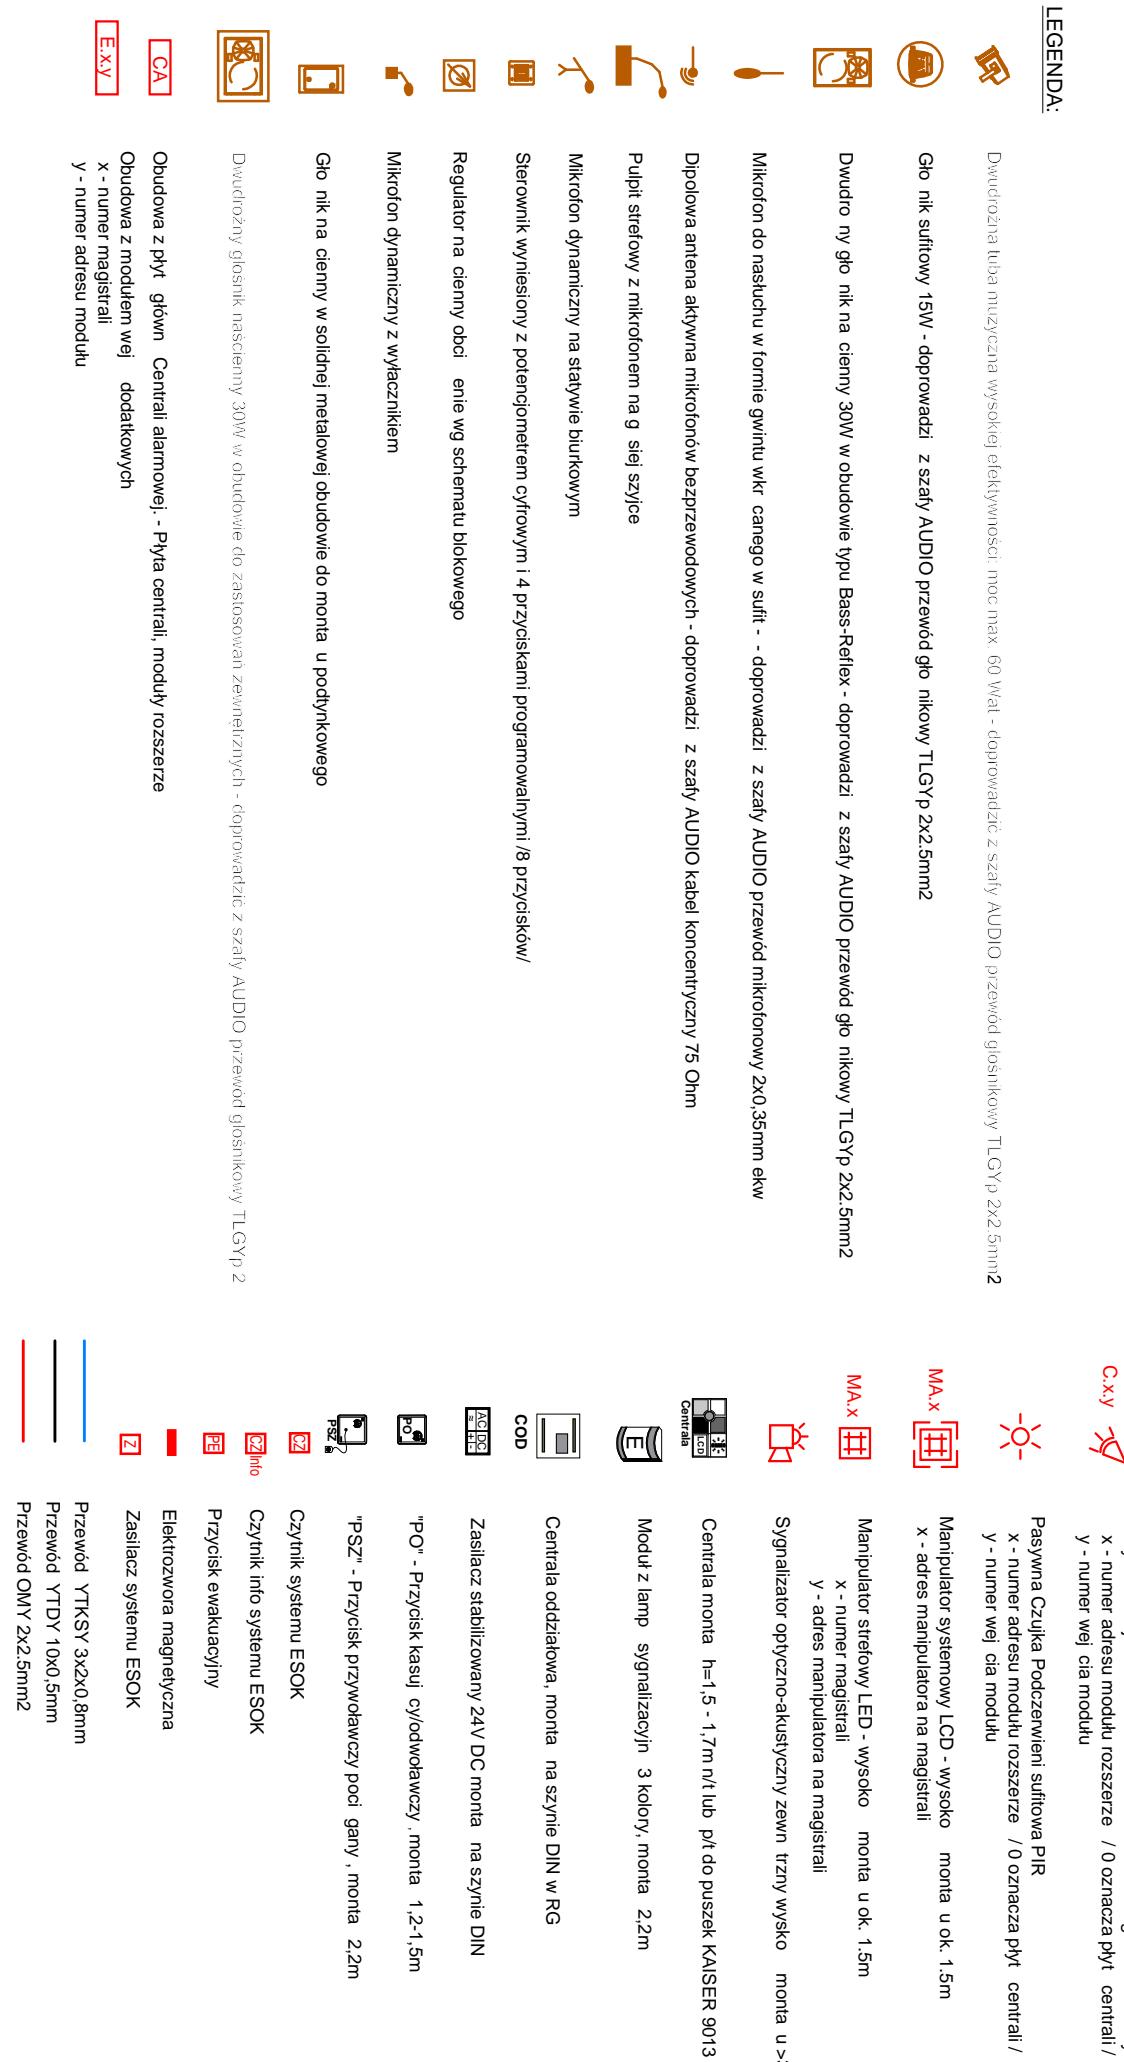 LEGENDA:
Dwudrożna tuba muzyczna wysokiej efektywności; moc max. 60 Wat - doprowadzić z szafy AUDIO przewód głośnikowy TLGYp 2x2.5mm2
Gło nik sufitowy 15W - doprowadzi z szafy AUDIO przewód gło nikowy TLGYp 2x2.5mm2
Dwudro ny gło nik na cienny 30W w obudowie typu Bass-Reflex - doprowadzi z szafy AUDIO przewód gło nikowy TLGYp 2x2.5mm2
Mikrofon do nasłuchu w formie gwintu wkr canego w sufit - - doprowadzi z szafy AUDIO przewód mikrofonowy 2x0,35mm ekw
Dipolowa antena aktywna mikrofonów bezprzewodowych - doprowadzi z szafy AUDIO kabel koncentryczny 75 Ohm
Pulpit strefowy z mikrofonem na g siej szyjce
Mikrofon dynamiczny na statywie biurkowym
Sterownik wyniesiony z potencjometrem cyfrowym i 4 przyciskami programowalnymi /8 przycisków/
Regulator na cienny obci enie wg schematu blokowego
Mikrofon dynamiczny z wyłacznikiem
Gło nik na cienny w solidnej metalowej obudowie do monta u podtynkowego
Dwudrożny głośnik naścienny 30W w obudowie do zastosowań zewnętrznych - doprowadzić z szafy AUDIO przewód głośnikowy TLGYp 2
CA
Obudowa z płyt główn Centrali alarmowej. - Płyta centrali, moduły rozszerze
E.x.y
Obudowa z modułem wej dodatkowych
x - numer magistrali
y - numer adresu modułu
C.x.y
x - numer adresu modułu rozszerze / 0 oznacza płyt centrali /
y - numer wej cia modułu
Pasywna Czujka Podczerwieni sufitowa PIR
x - numer adresu modułu rozszerze / 0 oznacza płyt centrali /
y - numer wej cia modułu
MA.x
Manipulator systemowy LCD - wysoko monta u ok. 1.5m
x - adres manipulatora na magistrali
MA.x
Manipulator strefowy LED - wysoko monta u ok. 1.5m
x - numer magistrali
y - adres manipulatora na magistrali
Sygnalizator optyczno-akustyczny zewn trzny wysoko monta u >
LCD
Centrala
Centrala monta h=1,5 - 1,7m n/t lub p/t do puszek KAISER 9013
E
Moduł z lamp sygnalizacyjn 3 kolory, monta 2,2m
COD
Centrala oddziałowa, monta na szynie DIN w RG
AC DC
≈ + -
Zasilacz stabilizowany 24V DC monta na szynie DIN
PO
"PO" - Przycisk kasuj cy/odwoławczy , monta 1,2-1,5m
PSZ
"PSZ" - Przycisk przywoławczy poci gany , monta 2,2m
CZ
Czytnik systemu ESOK
CZ Info
Czytnik info systemu ESOK
PE
Przycisk ewakuacyjny
Elektrozwora magnetyczna
Z
Zasilacz systemu ESOK
Przewód YTKSY 3x2x0,8mm
Przewód YTDY 10x0,5mm
Przewód OMY 2x2.5mm2